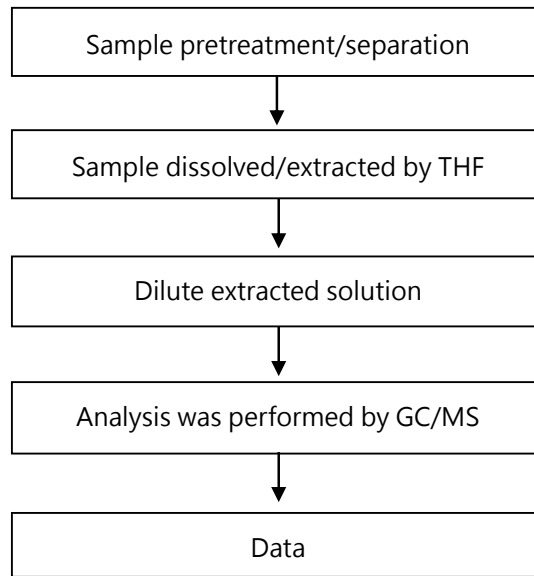 Sample pretreatment/separation
Sample dissolved/extracted by THF
Dilute extracted solution
Analysis was performed by GC/MS
Data